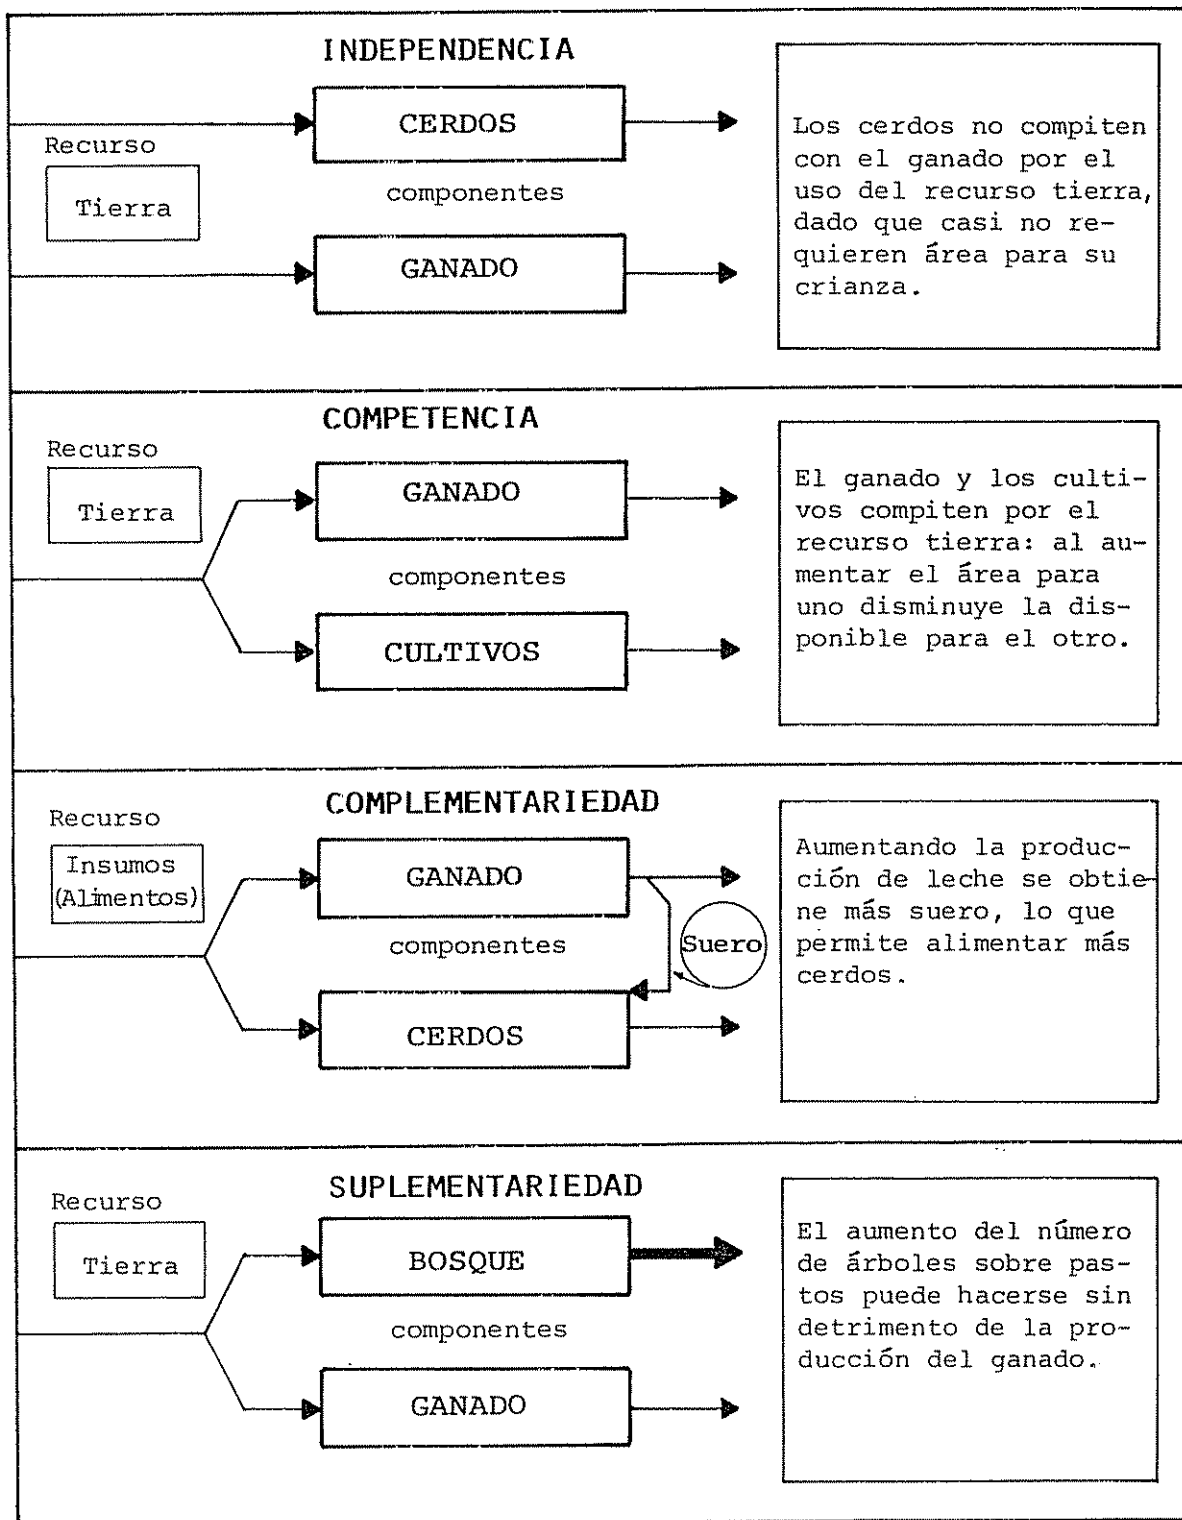 INDEPENDENCIA
Recurso
Tierra
CERDOS
componentes
GANADO
Los cerdos no compiten
con el ganado por el
uso del recurso tierra,
dado que casi no re-
quieren área para su
crianza.
COMPETENCIA
Recurso
Tierra
GANADO
componentes
CULTIVOS
El ganado y los culti-
vos compiten por el
recurso tierra: al au-
mentar el área para
uno disminuye la dis-
ponible para el otro.
COMPLEMENTARIEDAD
Recurso
Insumos
(Alimentos)
GANADO
componentes
Suero
CERDOS
Aumentando la produc-
ción de leche se obtie-
ne más suero, lo que
permite alimentar más
cerdos.
SUPLEMENTARIEDAD
Recurso
Tierra
BOSQUE
componentes
GANADO
El aumento del número
de árboles sobre pas-
tos puede hacerse sin
detrimento de la pro-
ducción del ganado.